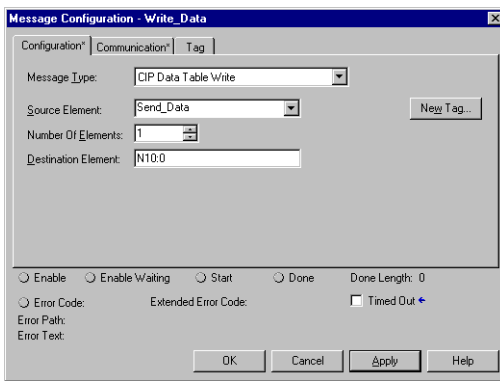 Message Configuration - Write_Data
Configuration* Communication* Tag
Message Type: CIP Data Table Write
Source Element: Send_Data New Tag...
Number Of Elements: 1
Destination Element: N10:0
Enable Enable Waiting Start Done Done Length: 0
Error Code: Extended Error Code: Timed Out
Error Path:
Error Text:
OK Cancel Apply Help